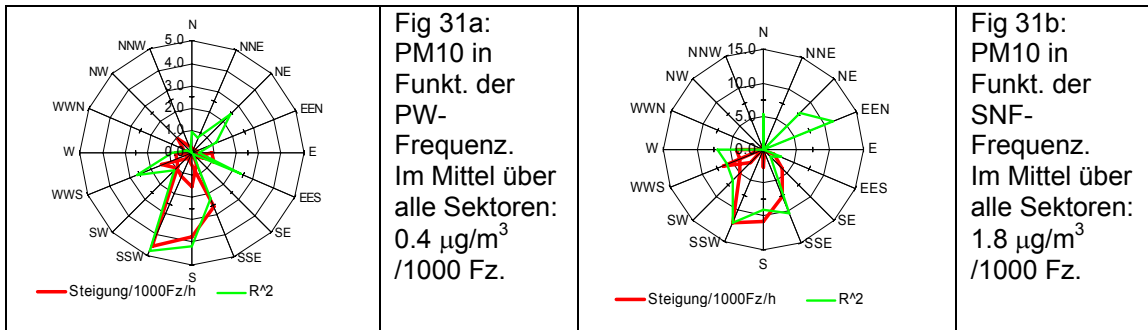 N
5.0
NNW
NNE
4.0
NW
NE
3.0
2.0
WWN
EEN
1.0
W
0.0
E
WWS
EES
SW
SE
SSW
SSE
S
Steigung/1000Fz/h
R^2
Fig 31a:
PM10 in
Funkt. der
PW-
Frequenz.
Im Mittel über
alle Sektoren:
0.4 µg/m³
/1000 Fz.
N
15.0
NNW
NNE
10.0
NW
NE
5.0
WWN
EEN
W
0.0
E
WWS
EES
SW
SE
SSW
SSE
S
Steigung/1000Fz/h
R^2
Fig 31b:
PM10 in
Funkt. der
SNF-
Frequenz.
Im Mittel über
alle Sektoren:
1.8 µg/m³
/1000 Fz.